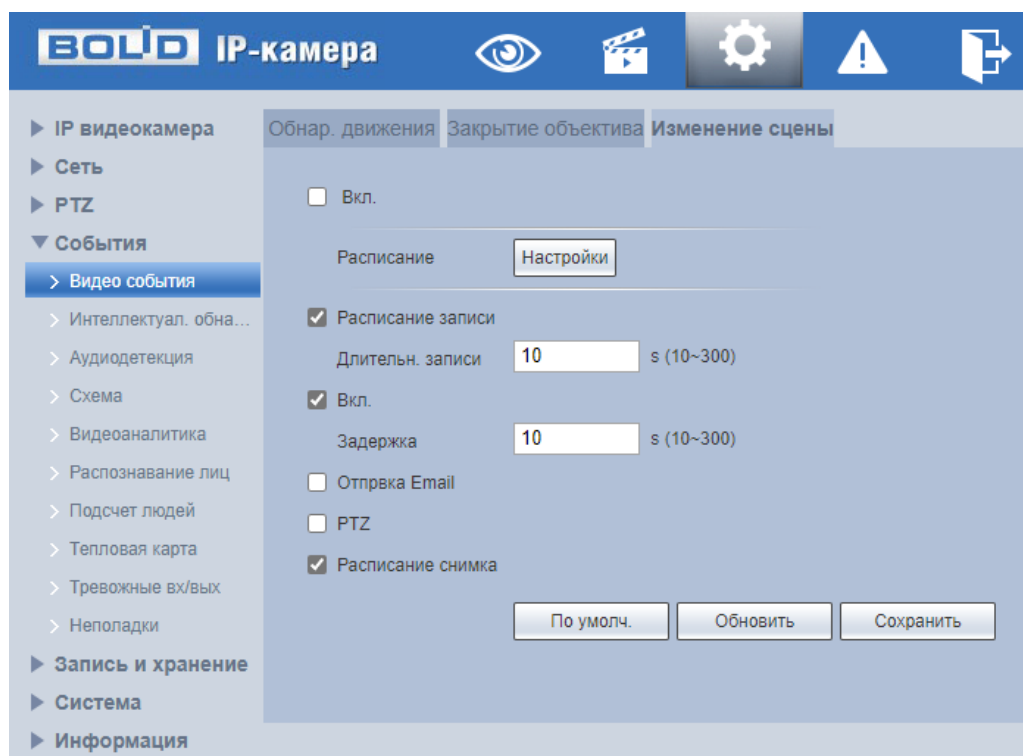 BOLID IP-камера
IP видеокамера
Сеть
PTZ
События
Видео события
Интеллектуал. обна...
Аудиодетекция
Схема
Видеоаналитика
Распознавание лиц
Подсчет людей
Тепловая карта
Тревожные вх/вых
Неполадки
Запись и хранение
Система
Информация
Обнар. движения Закрытие объектива Изменение сцены
Вкл.
Расписание Настройки
Расписание записи
Длительн. записи 10 s (10~300)
Вкл.
Задержка 10 s (10~300)
Отпрвка Email
PTZ
Расписание снимка
По умолч. Обновить Сохранить